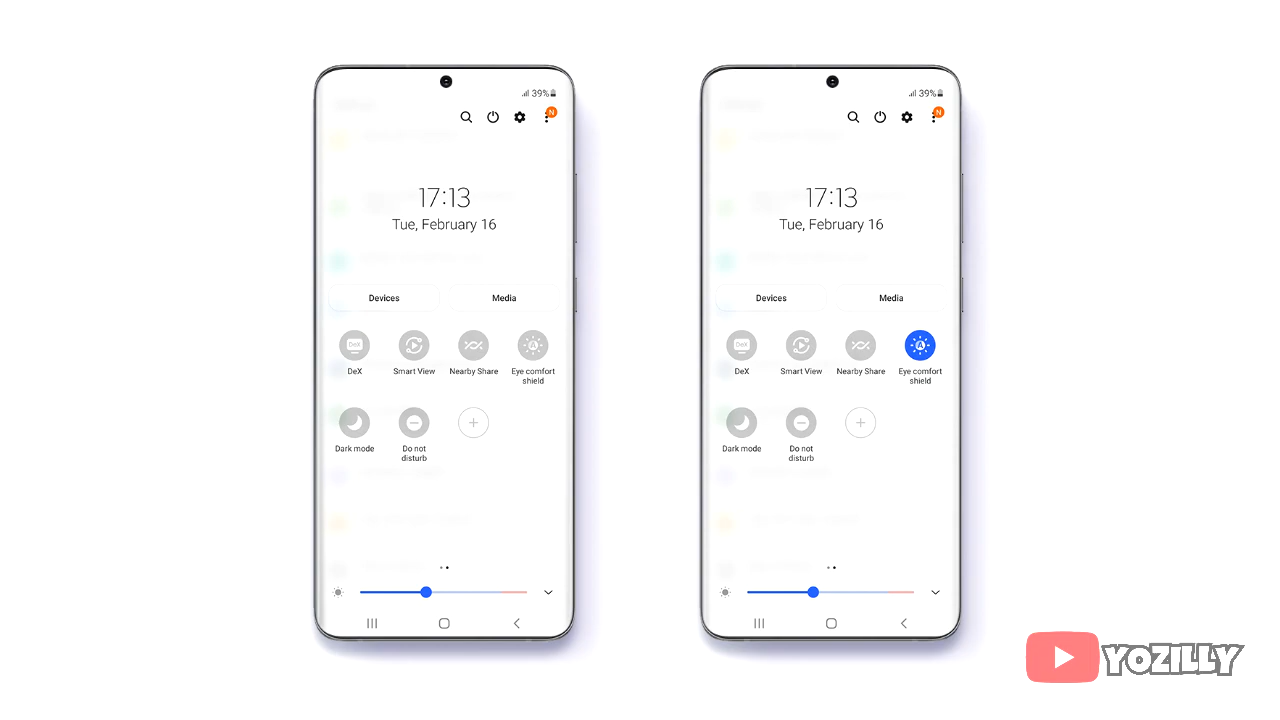 39%
N
17:13
Tue, February 16
Devices Media
DeX
DeX Smart View Nearby Share Eye comfort
shield
A
Dark mode Do not
disturb
39%
N
17:13
Tue, February 16
Devices Media
DeX
DeX Smart View Nearby Share Eye comfort
shield
A
Dark mode Do not
disturb
YOZILLY